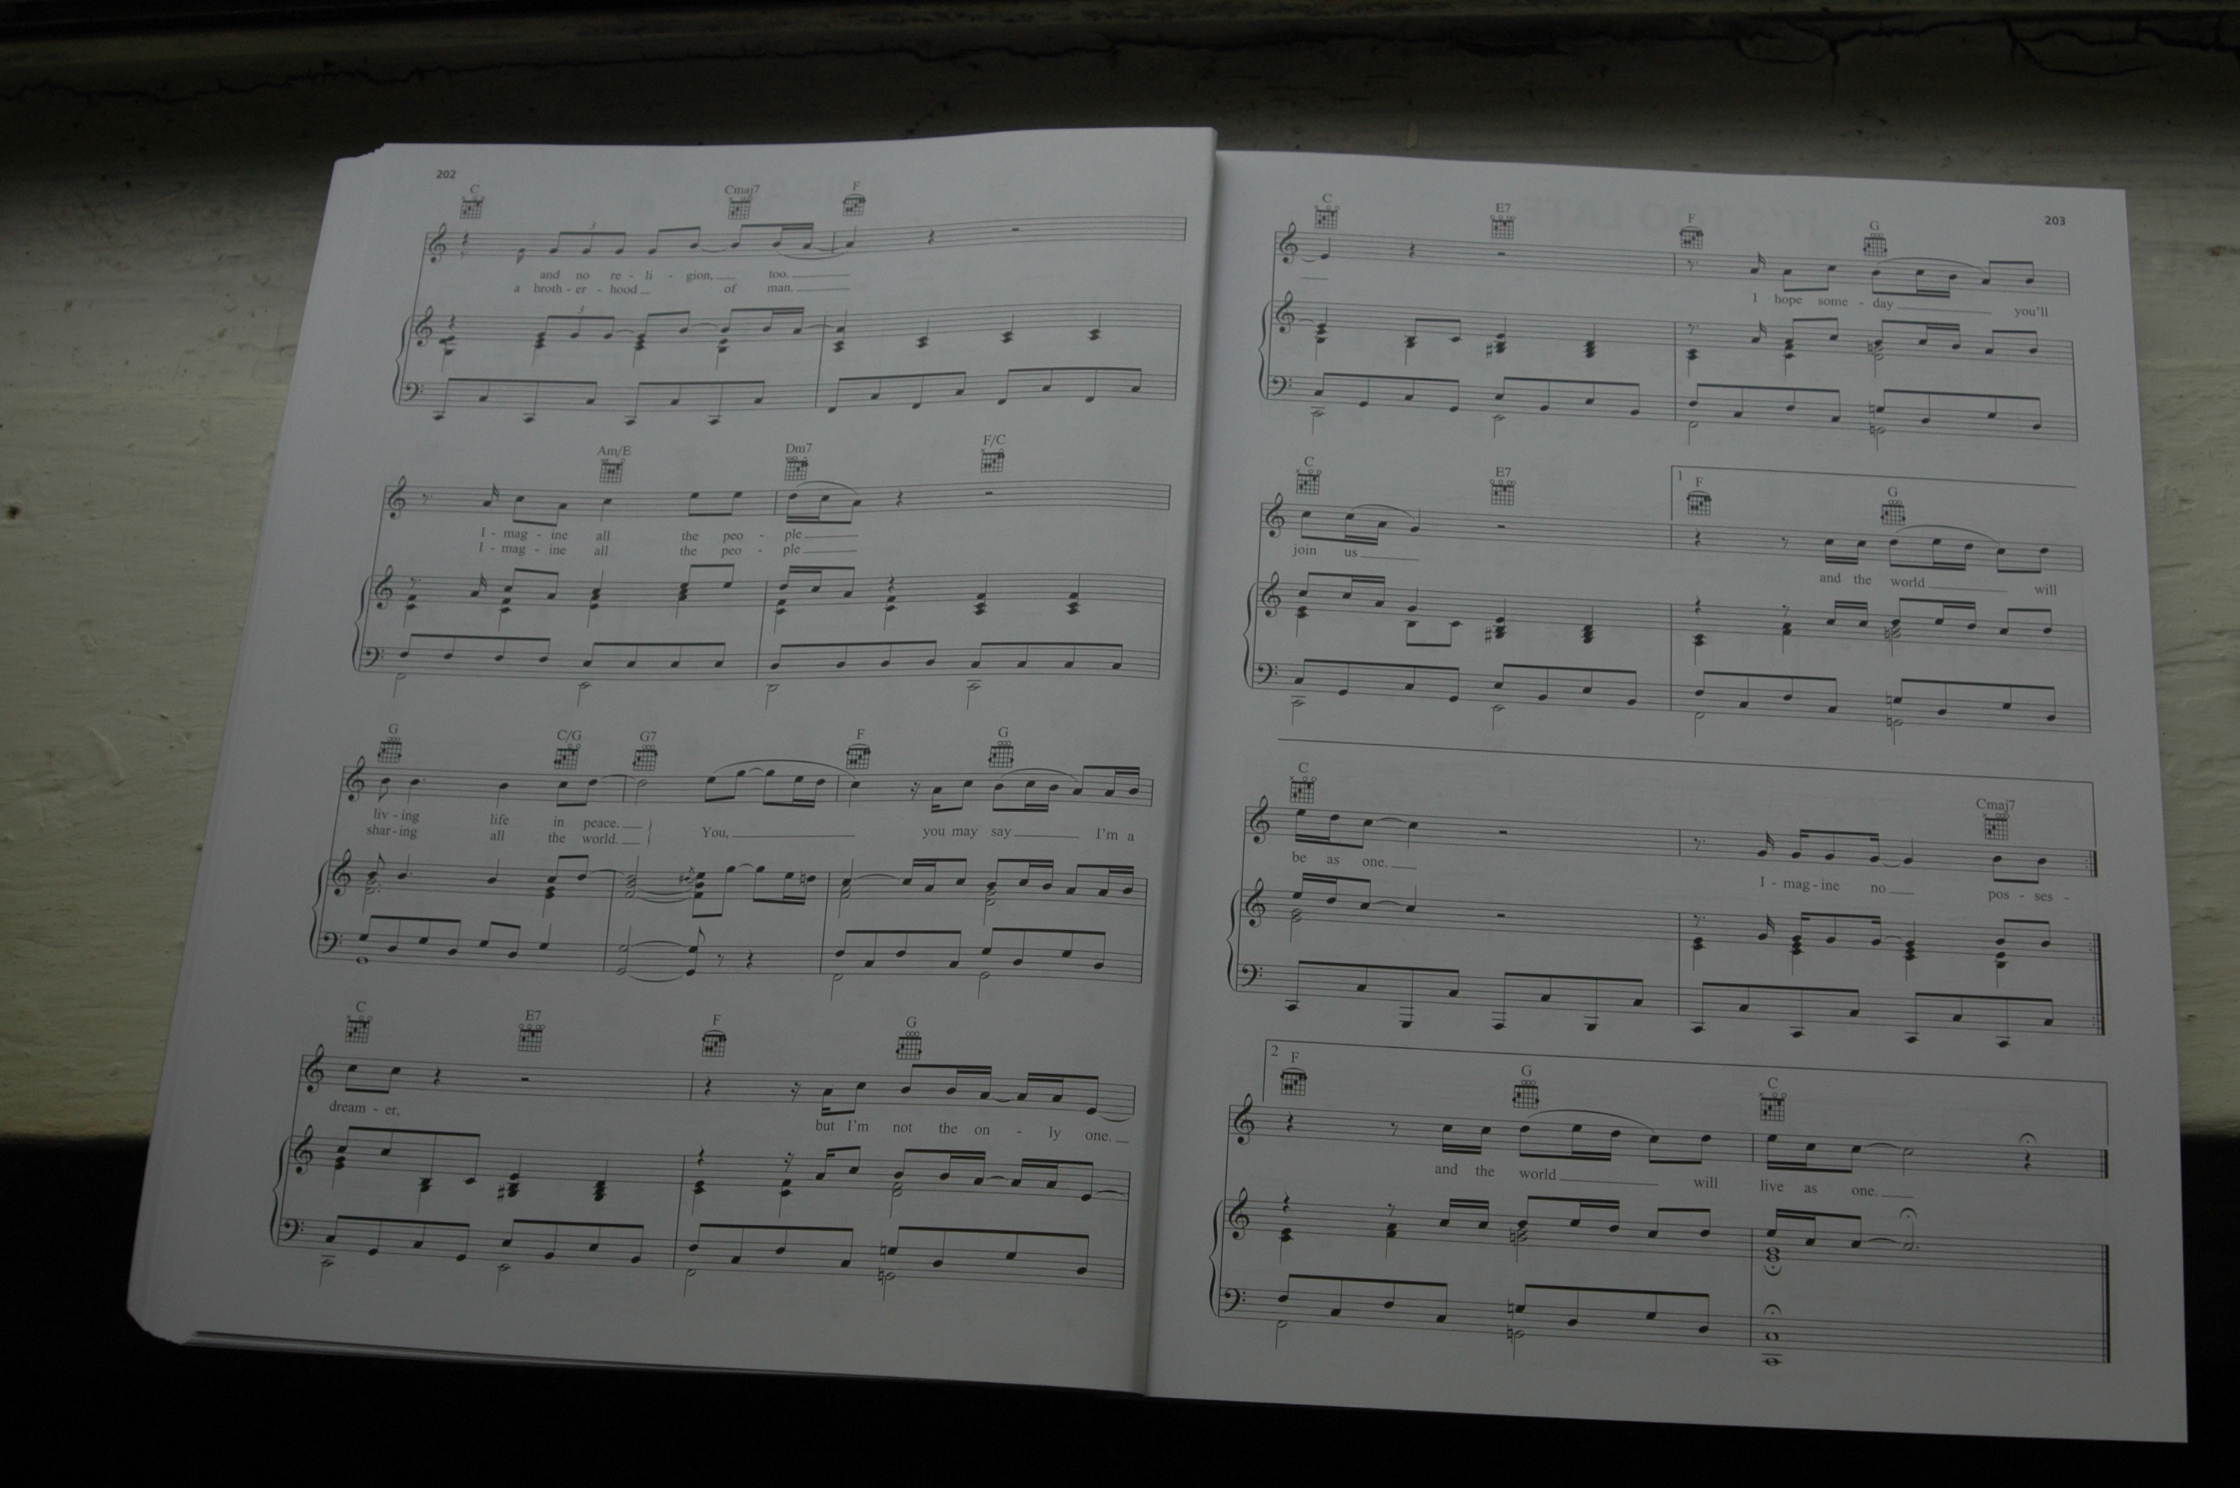 202
C Cmaj7 F
3
and no re - li - gion, too.
a broth - er - hood of man.
3
Am/E Dm7 F/C
I - mag - ine all the peo - ple
I - mag - ine all the peo - ple
G C/G G7 F G
liv - ing life in peace. You, you may say I'm a
shar - ing all the world.
C E7 F G
dream - er, but I'm not the on - ly one.
203
C E7 F G
I hope some - day you'll
C E7 1 F G
join us and the world will
C Cmaj7
be as one. I - mag - ine no pos - ses -
2 F G C
and the world will live as one.